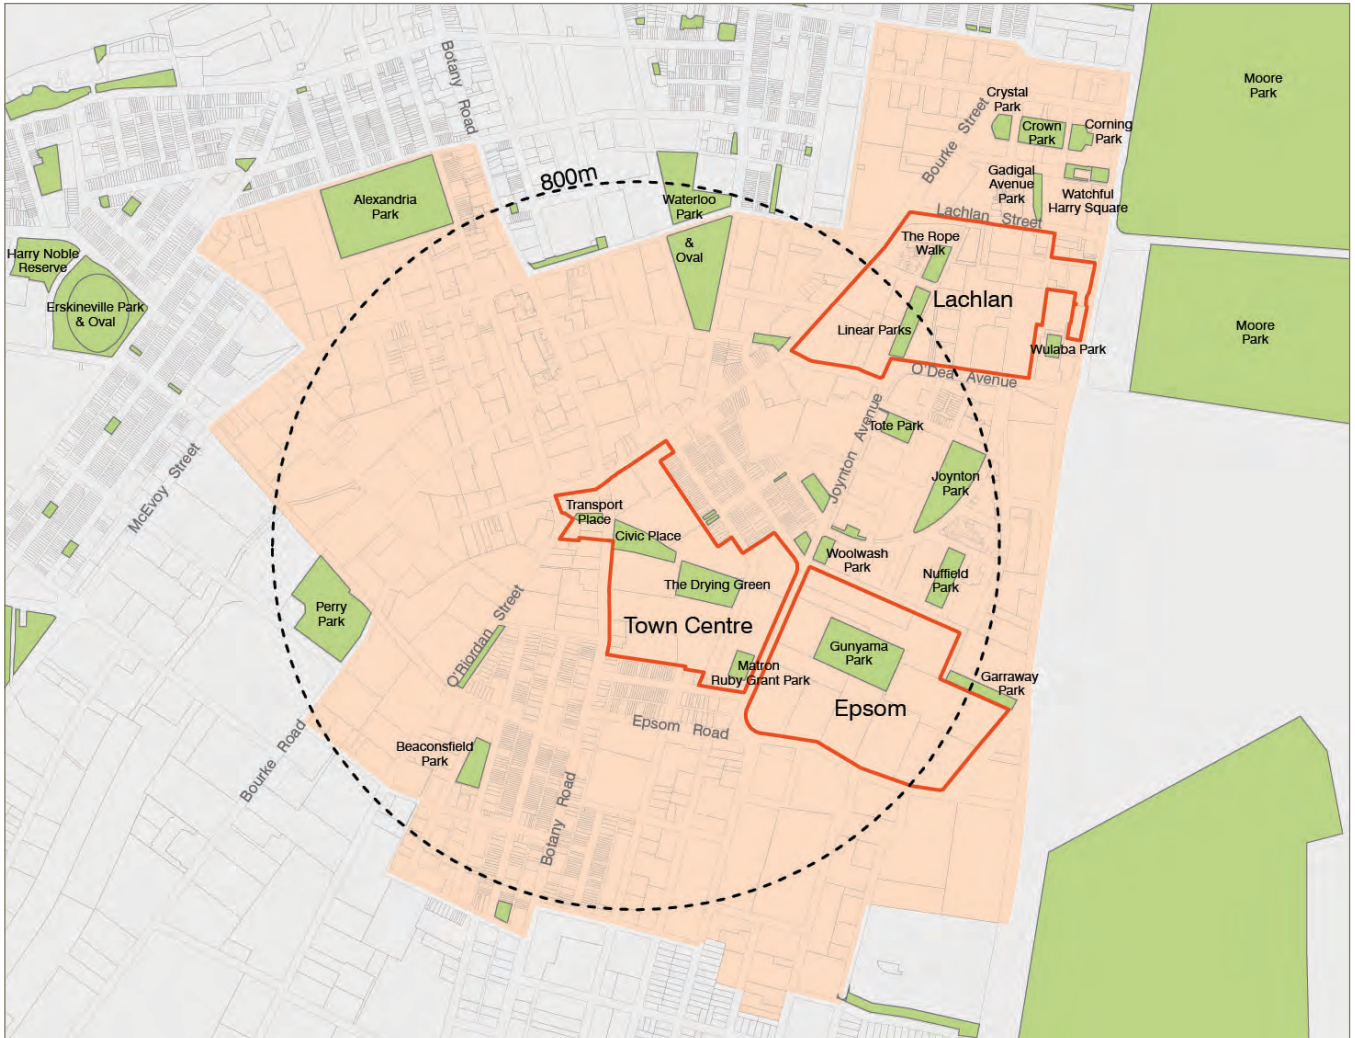 Moore
Park
Botany Road
Crystal
Park
Crown
Park
Corning
Park
Bourke Street
800m
Gadigal
Avenue
Park
Watchful
Harry Square
Alexandria
Park
Waterloo
Park
&
Oval
Lachlan Street
The Rope
Walk
Harry Noble
Reserve
Erskineville Park
& Oval
Lachlan
Linear Parks
Moore
Park
Wulaba Park
O'Dea Avenue
Joynton Avenue
Tote Park
McEvoy Street
Joynton
Park
Transport
Place
Civic Place
Woolwash
Park
The Drying Green
Nuffield
Park
Perry
Park
O'Riordan Street
Town Centre
Gunyama
Park
Matron
Ruby Grant Park
Garraway
Park
Epsom
Epsom Road
Beaconsfield
Park
Bourke Road
Botany Road